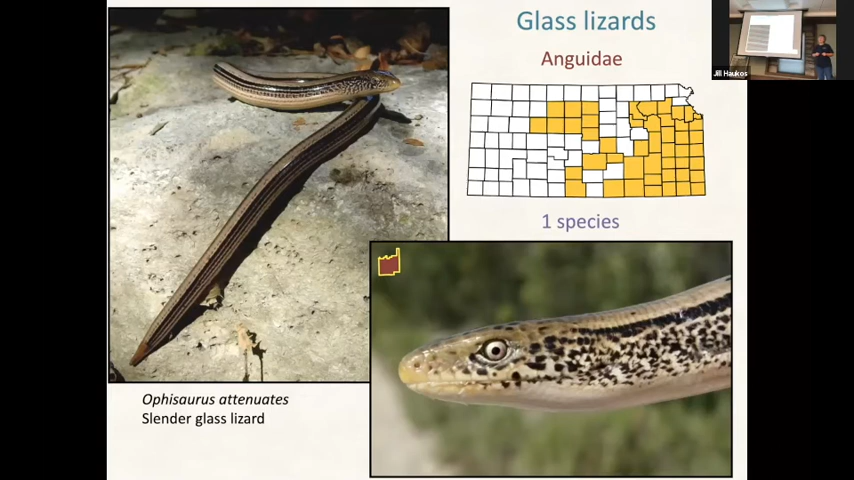 Glass lizards
Anguidae
Jill Haukos
1 species
Ophisaurus attenuates
Slender glass lizard